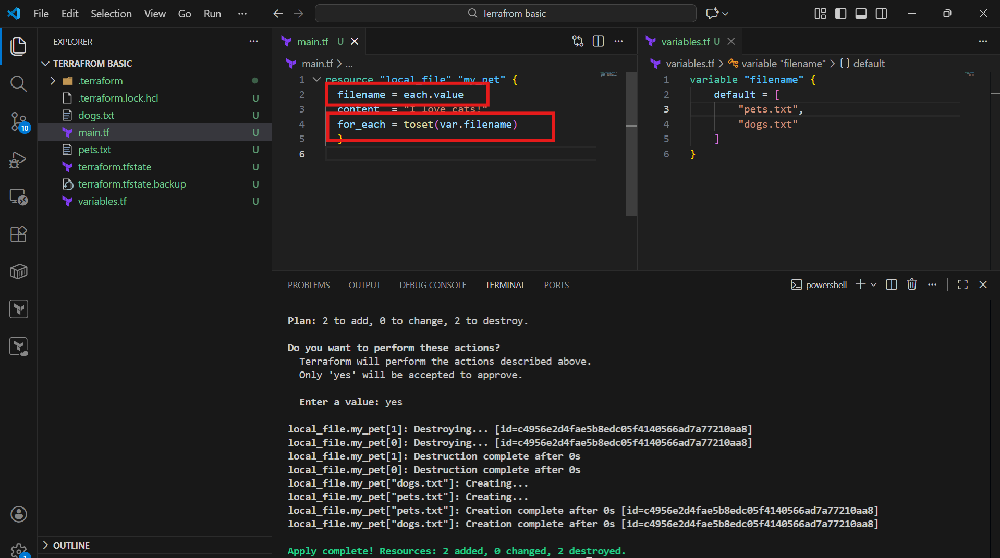 File Edit Selection View Go Run ...
Terrafrom basic
EXPLORER
TERRAFROM BASIC
.terraform
.terraform.lock.hcl U
dogs.txt U
main.tf U
pets.txt U
terraform.tfstate U
terraform.tfstate.backup U
variables.tf U
OUTLINE
10
1
main.tf U
main.tf > ...
1 resource "local_file" "my_pet" {
2 filename = each.value
3 content = "I love cats!"
4 for_each = toset(var.filename)
5 }
6
variables.tf U
variables.tf > variable "filename" > [ ] default
1 variable "filename" {
2 default = [
3 "pets.txt",
4 "dogs.txt"
5 ]
6 }
PROBLEMS OUTPUT DEBUG CONSOLE TERMINAL PORTS
powershell
Plan: 2 to add, 0 to change, 2 to destroy.
Do you want to perform these actions?
Terraform will perform the actions described above.
Only 'yes' will be accepted to approve.
Enter a value: yes
local_file.my_pet[1]: Destroying... [id=c4956e2d4fae5b8edc05f4140566ad7a77210aa8]
local_file.my_pet[0]: Destroying... [id=c4956e2d4fae5b8edc05f4140566ad7a77210aa8]
local_file.my_pet[1]: Destruction complete after 0s
local_file.my_pet[0]: Destruction complete after 0s
local_file.my_pet["dogs.txt"]: Creating...
local_file.my_pet["pets.txt"]: Creating...
local_file.my_pet["pets.txt"]: Creation complete after 0s [id=c4956e2d4fae5b8edc05f4140566ad7a77210aa8]
local_file.my_pet["dogs.txt"]: Creation complete after 0s [id=c4956e2d4fae5b8edc05f4140566ad7a77210aa8]
Apply complete! Resources: 2 added, 0 changed, 2 destroyed.